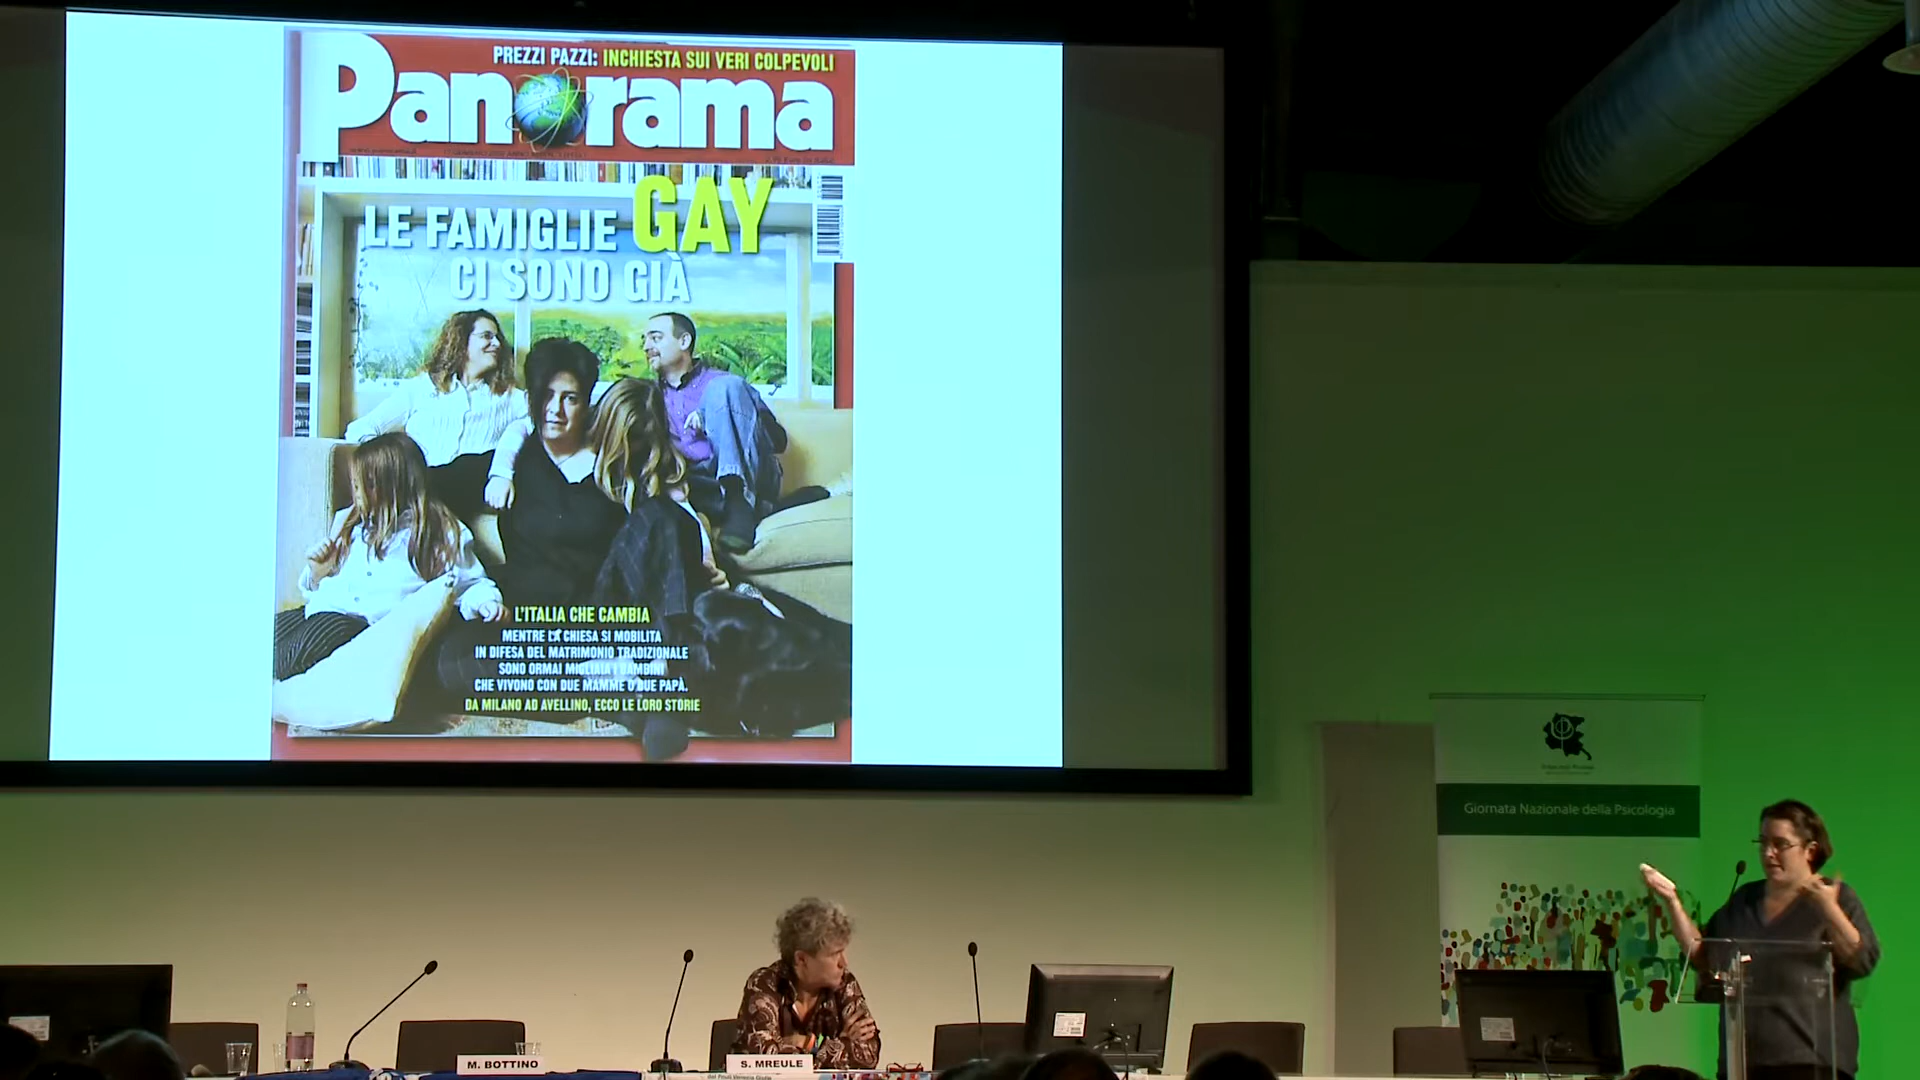 PREZZI PAZZI: INCHIESTA SUI VERI COLPEVOLI
Panorama
LE FAMIGLIE GAY
CI SONO GIÀ
L'ITALIA CHE CAMBIA
MENTRE LA CHIESA SI MOBILITA
IN DIFESA DEL MATRIMONIO TRADIZIONALE
SONO ORMAI MIGLIAIA I BAMBINI
CHE VIVONO CON DUE MAMME O DUE PAPÀ.
DA MILANO AD AVELLINO, ECCO LE LORO STORIE
Giornata Nazionale della Psicologia
M. BOTTINO
S. MREULE